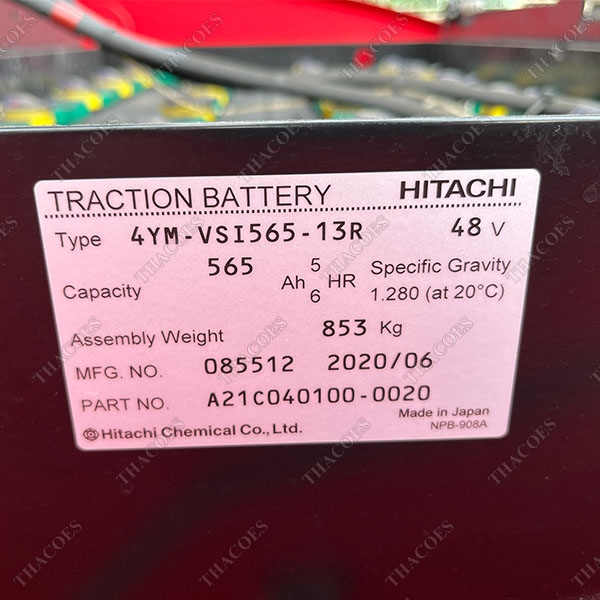 TRACTION BATTERY HITACHI
Type 4YM-VSI565-13R 48 V
Capacity 565 Ah 5 HR Specific Gravity
6 1.280 (at 20°C)
Assembly Weight 853 Kg
MFG. NO. 085512 2020/06
PART NO. A21C040100-0020
Made in Japan
Hitachi Chemical Co., Ltd. NPB-908A
THACOES